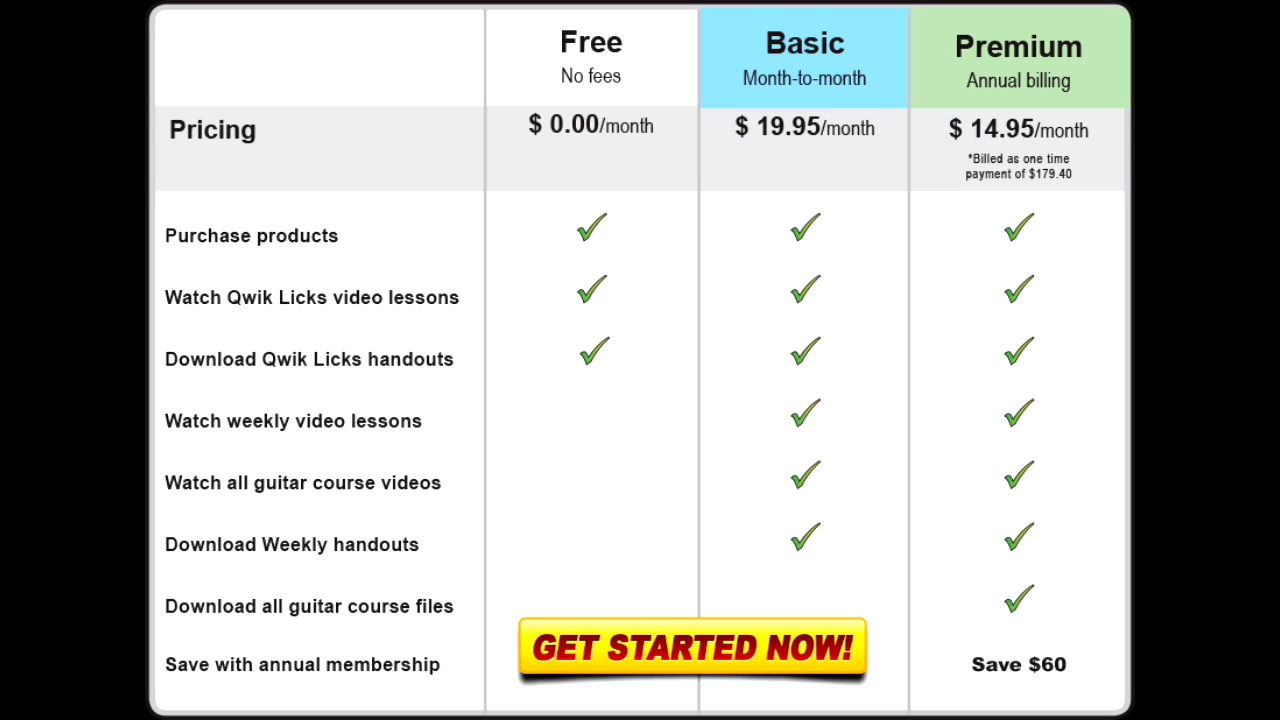 Free
No fees
Basic
Month-to-month
Premium
Annual billing
Pricing
$ 0.00/month
$ 19.95/month
$ 14.95/month
*Billed as one time
payment of $179.40
Purchase products
Watch Qwik Licks video lessons
Download Qwik Licks handouts
Watch weekly video lessons
Watch all guitar course videos
Download Weekly handouts
Download all guitar course files
Save with annual membership
GET STARTED NOW!
Save $60